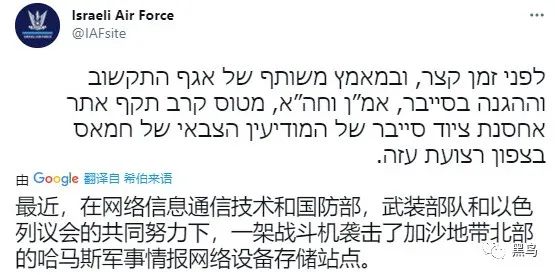 Israeli Air Force
@IAFsite
לפני זמן קצר, ובמאמץ משותף של אגף התקשוב
וההגנה בסייבר, אמ"ן וחה"א, מטוס קרב תקף אתר
אחסנת ציוד סייבר של המודיעין הצבאי של חמאס
בצפון רצועת עזה.
由 Google 翻译自 希伯来语
最近，在网络信息通信技术和国防部，武装部队和以色
列议会的共同努力下，一架战斗机袭击了加沙地带北部
的哈马斯军事情报网络设备存储站点。
黑鸟